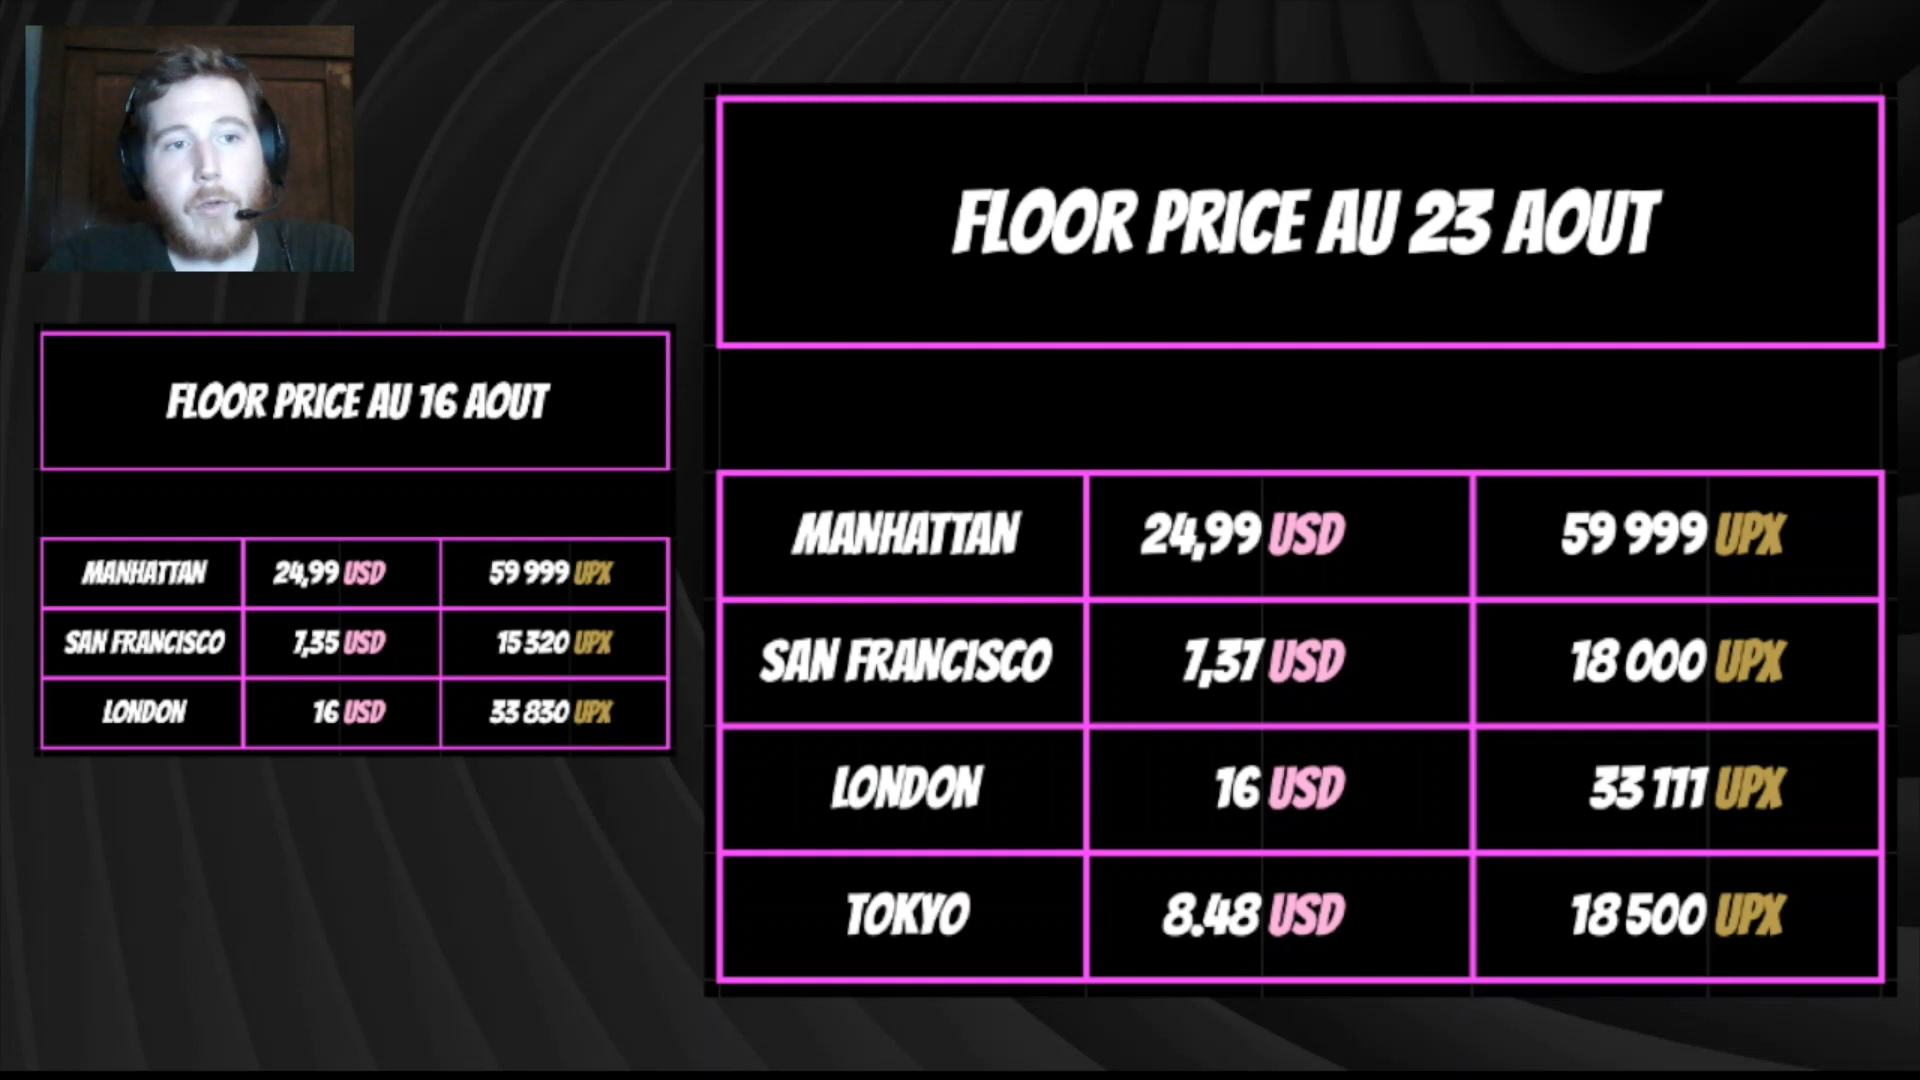 FLOOR PRICE AU 16 AOUT
MANHATTAN 24,99 USD 59 999 UPX
SAN FRANCISCO 7,35 USD 15 320 UPX
LONDON 16 USD 33 830 UPX
FLOOR PRICE AU 23 AOUT
MANHATTAN 24,99 USD 59 999 UPX
SAN FRANCISCO 7,37 USD 18 000 UPX
LONDON 16 USD 33 111 UPX
TOKYO 8.48 USD 18 500 UPX